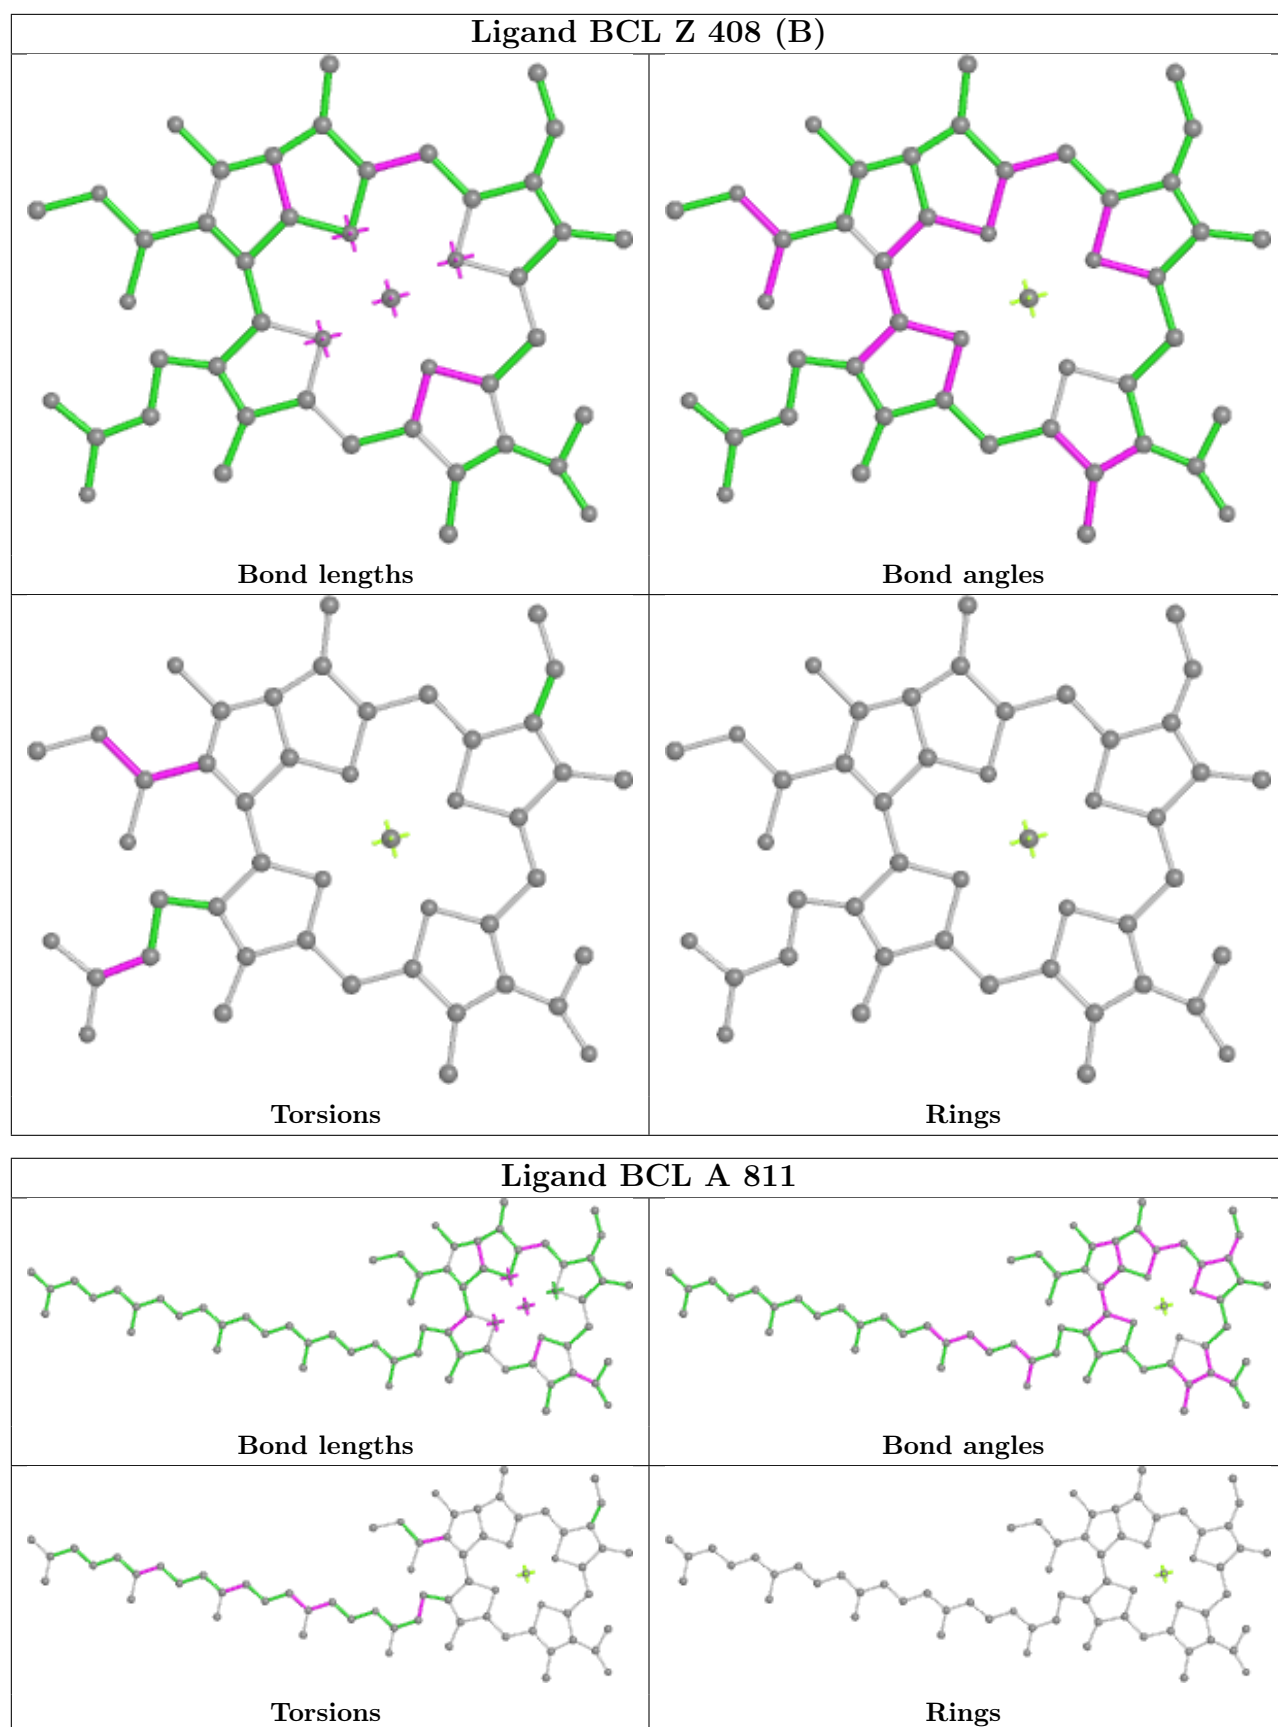 Ligand BCL Z 408 (B)
Bond lengths
Bond angles
Torsions
Rings
Ligand BCL A 811
Bond lengths
Bond angles
Torsions
Rings